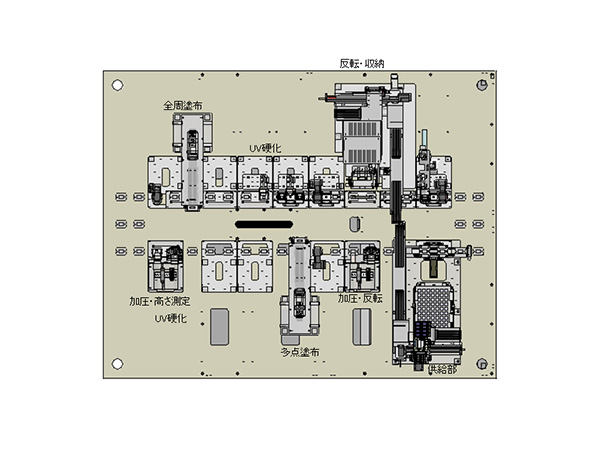 反転・収納
全周塗布
UV硬化
加圧・高さ測定
加圧・反転
UV硬化
多点塗布
供給部